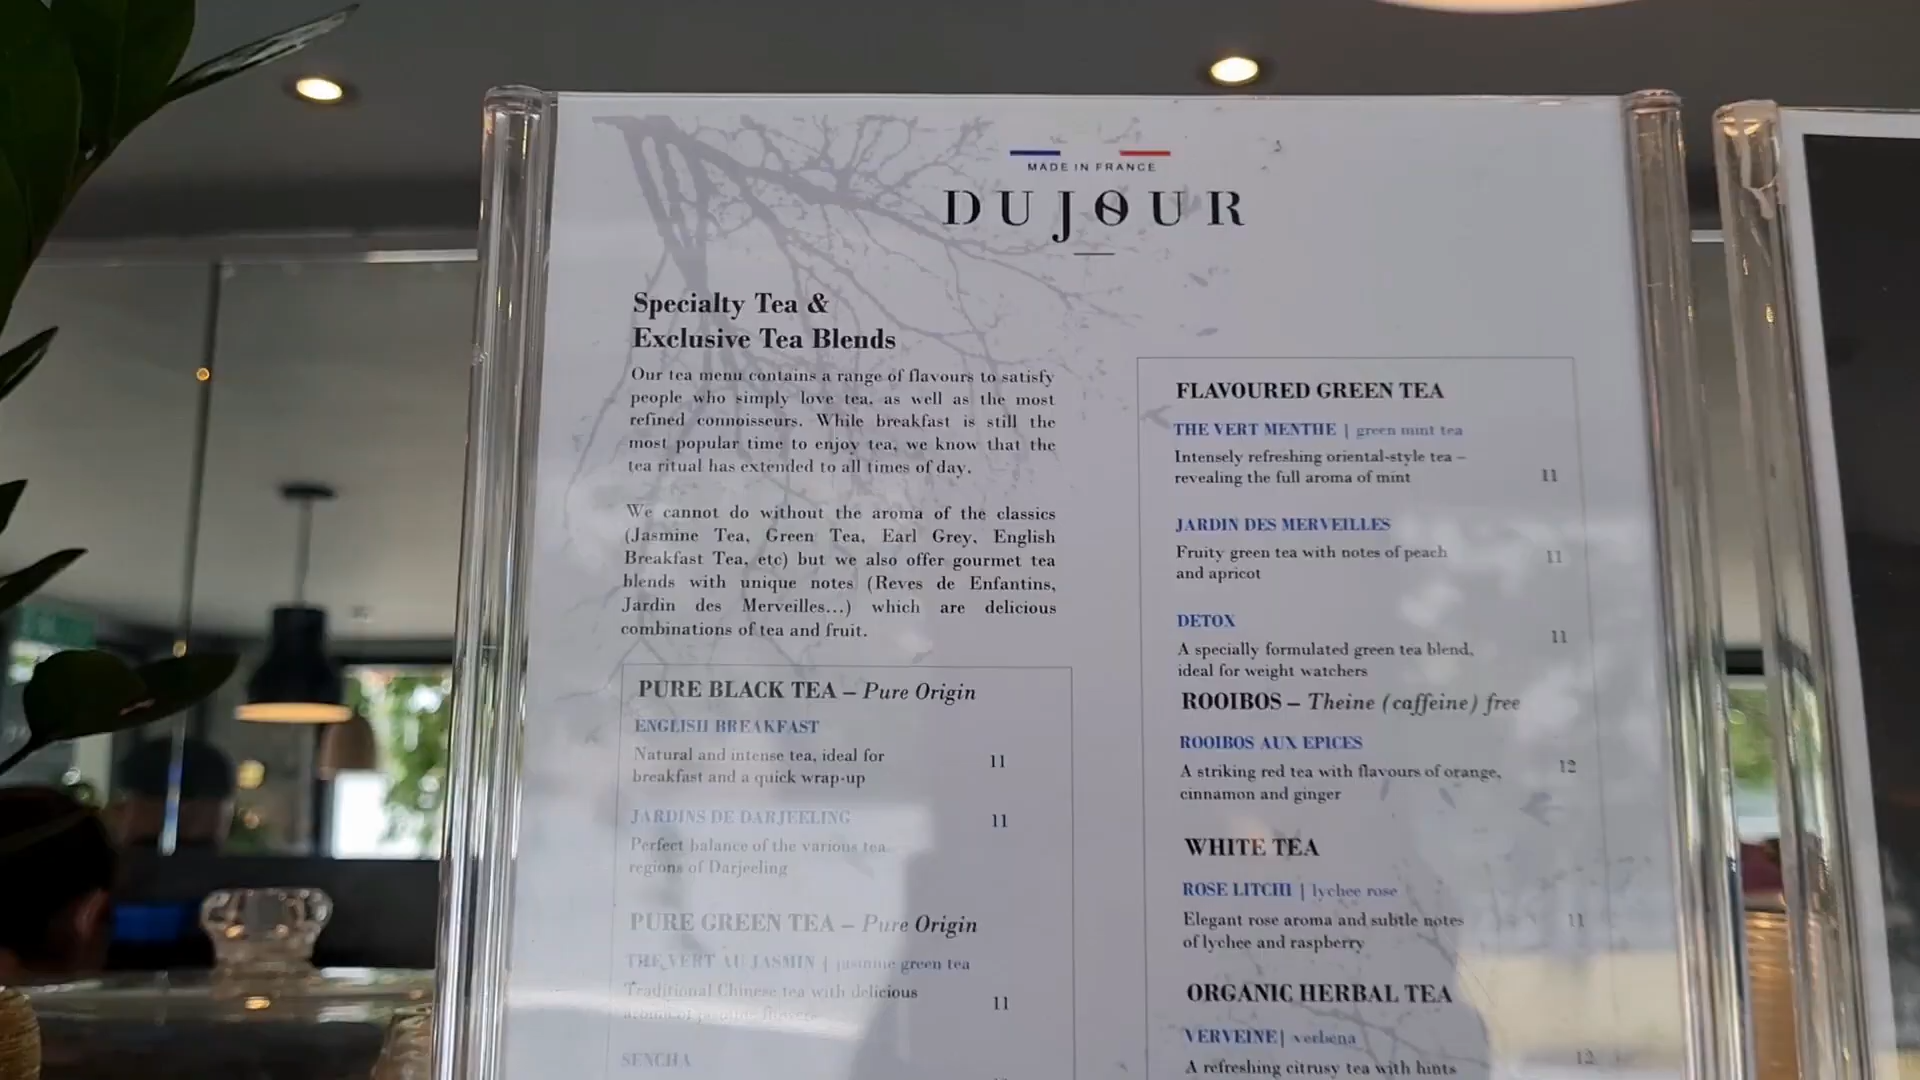 MADE IN FRANCE
DUJOUR
Specialty Tea &
Exclusive Tea Blends
Our tea menu contains a range of flavours to satisfy
people who simply love tea, as well as the most
refined connoisseurs. While breakfast is still the
most popular time to enjoy tea, we know that the
tea ritual has extended to all times of day.
We cannot do without the aroma of the classics
(Jasmine Tea, Green Tea, Earl Grey, English
Breakfast Tea, etc) but we also offer gourmet tea
blends with unique notes (Reves de Enfantins,
Jardin des Merveilles...) which are delicious
combinations of tea and fruit.
PURE BLACK TEA – Pure Origin
ENGLISH BREAKFAST
Natural and intense tea, ideal for
breakfast and a quick wrap-up 11
JARDINS DE DARJEELING 11
Perfect balance of the various tea
regions of Darjeeling
PURE GREEN TEA – Pure Origin
THE VERT AU JASMIN | jasmine green tea
Traditional Chinese tea with delicious 11
SENCHA
FLAVOURED GREEN TEA
THE VERT MENTHE | green mint tea
Intensely refreshing oriental-style tea –
revealing the full aroma of mint 11
JARDIN DES MERVEILLES
Fruity green tea with notes of peach 11
and apricot
DETOX 11
A specially formulated green tea blend,
ideal for weight watchers
ROOIBOS – Theine (caffeine) free
ROOIBOS AUX EPICES
A striking red tea with flavours of orange, 12
cinnamon and ginger
WHITE TEA
ROSE LITCHI | lychee rose
Elegant rose aroma and subtle notes 11
of lychee and raspberry
ORGANIC HERBAL TEA
VERVEINE | verbena
A refreshing citrusy tea with hints 12